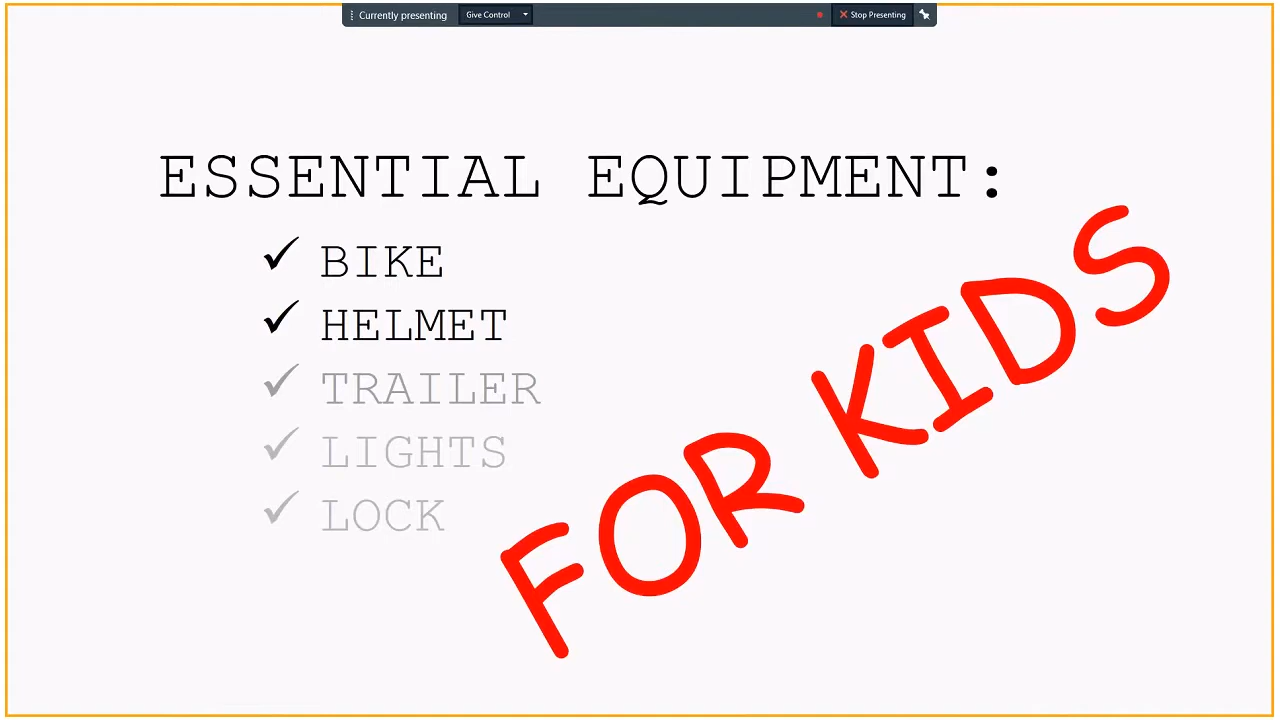 Currently presenting Give Control Stop Presenting
ESSENTIAL EQUIPMENT:
✓ BIKE
✓ HELMET
✓ TRAILER
✓ LIGHTS
✓ LOCK
FOR KIDS